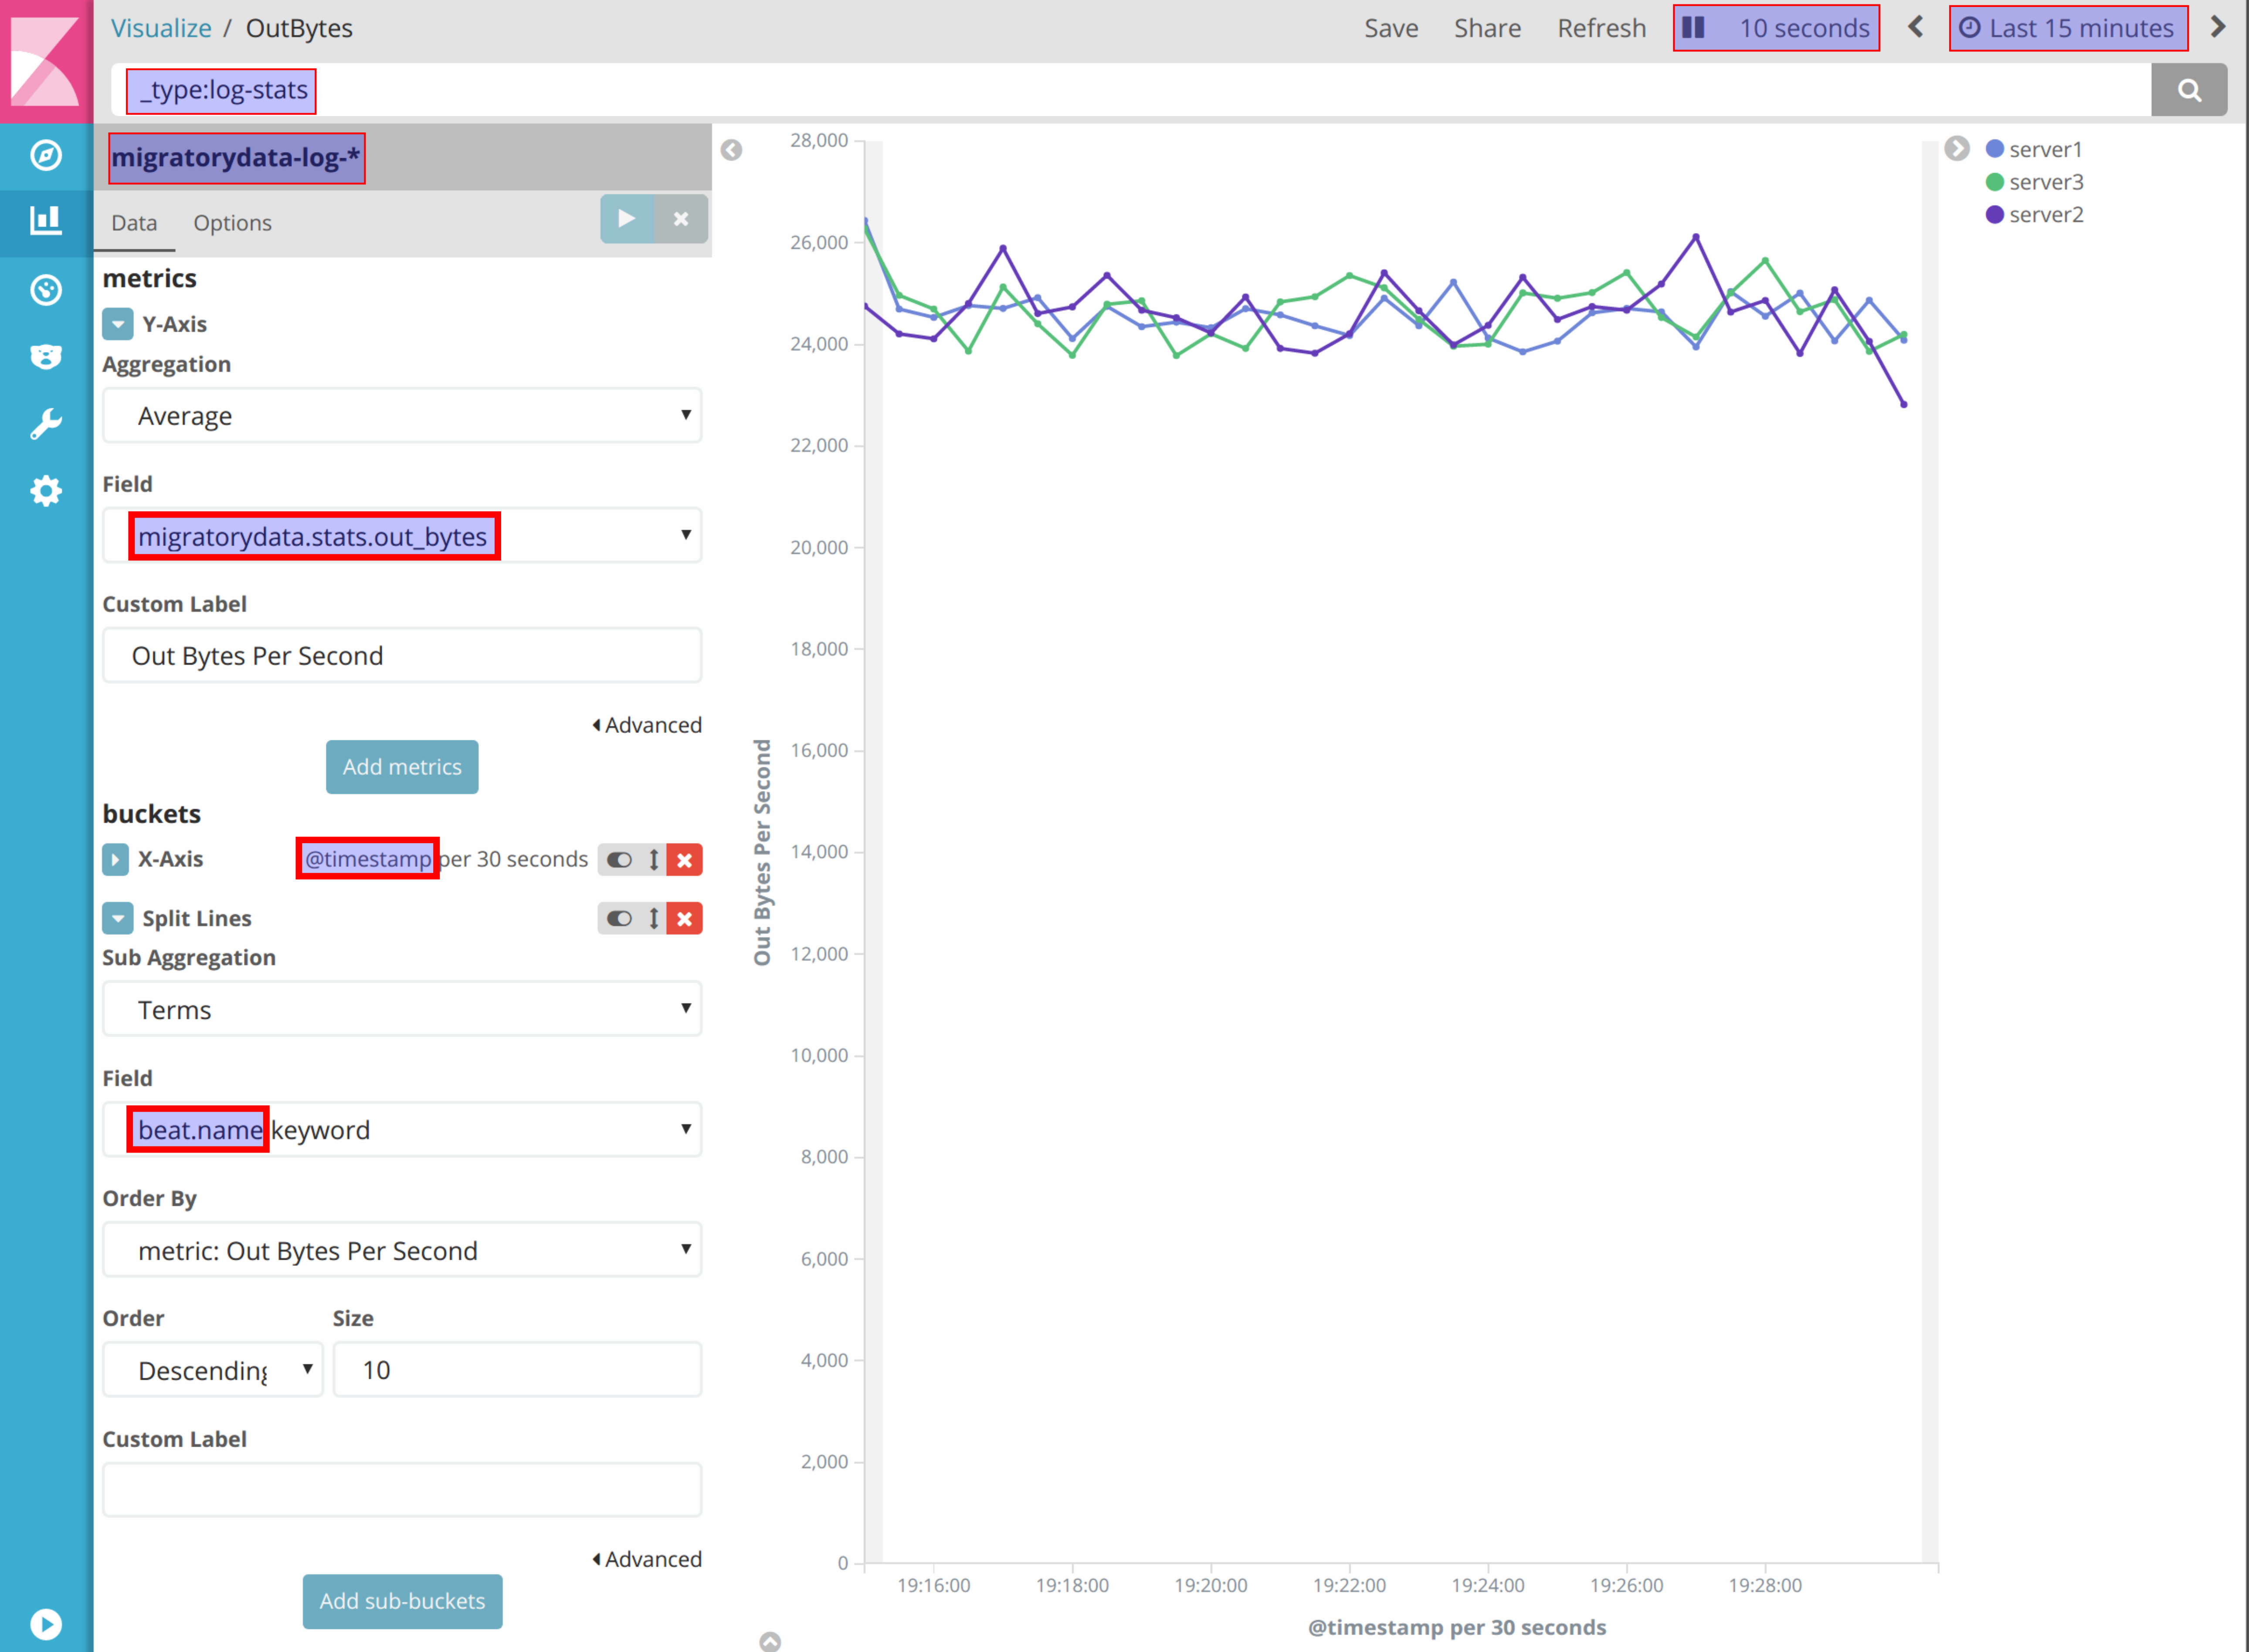 Visualize / OutBytes
Save Share Refresh 10 seconds Last 15 minutes
_type:log-stats
migratorydata-log-*
Data Options
metrics
Y-Axis
Aggregation
Average
Field
migratorydata.stats.out_bytes
Custom Label
Out Bytes Per Second
Advanced
Add metrics
buckets
X-Axis @timestamp per 30 seconds
Split Lines
Sub Aggregation
Terms
Field
beat.name keyword
Order By
metric: Out Bytes Per Second
Order Size
Descending 10
Custom Label
Advanced
Add sub-buckets
Out Bytes Per Second
28,000
26,000
24,000
22,000
20,000
18,000
16,000
14,000
12,000
10,000
8,000
6,000
4,000
2,000
0
19:16:00 19:18:00 19:20:00 19:22:00 19:24:00 19:26:00 19:28:00
@timestamp per 30 seconds
server1
server3
server2